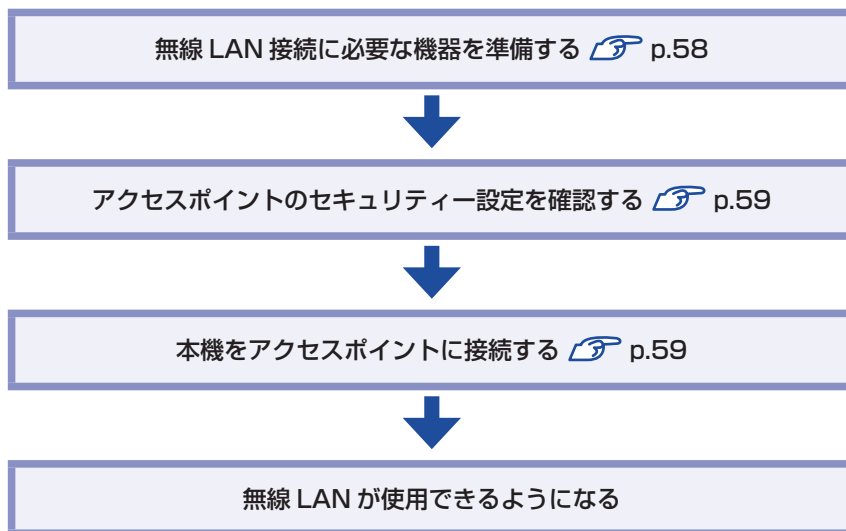 無線 LAN 接続に必要な機器を準備する p.58
アクセスポイントのセキュリティー設定を確認する p.59
本機をアクセスポイントに接続する p.59
無線 LAN が使用できるようになる